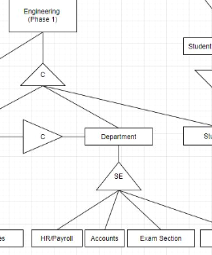 Engineering
(Phase 1)
Student
C
C
Department
SE
HR/Payroll
Accounts
Exam Section